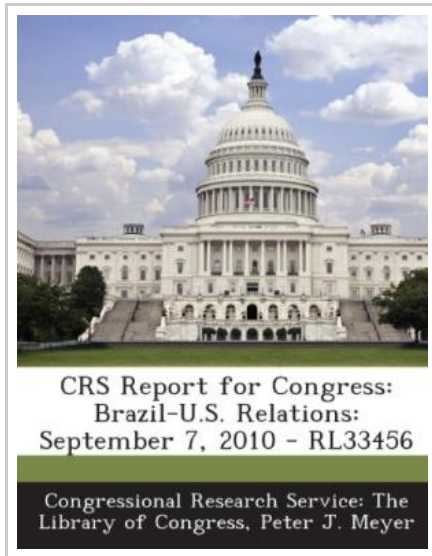 CRS Report for Congress:
Brazil-U.S. Relations:
September 7, 2010 - RL33456
Congressional Research Service: The
Library of Congress, Peter J. Meyer